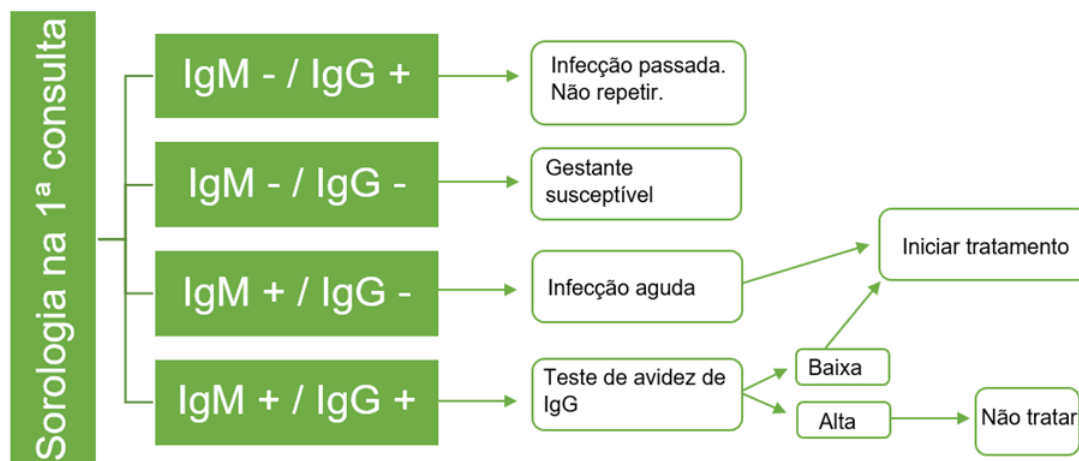 Sorologia na 1ª consulta
IgM - / IgG +
Infecção passada.
Não repetir.
IgM - / IgG -
Gestante
susceptível
IgM + / IgG -
Infecção aguda
Iniciar tratamento
IgM + / IgG +
Teste de avidez de
IgG
Baixa
Alta
Não tratar